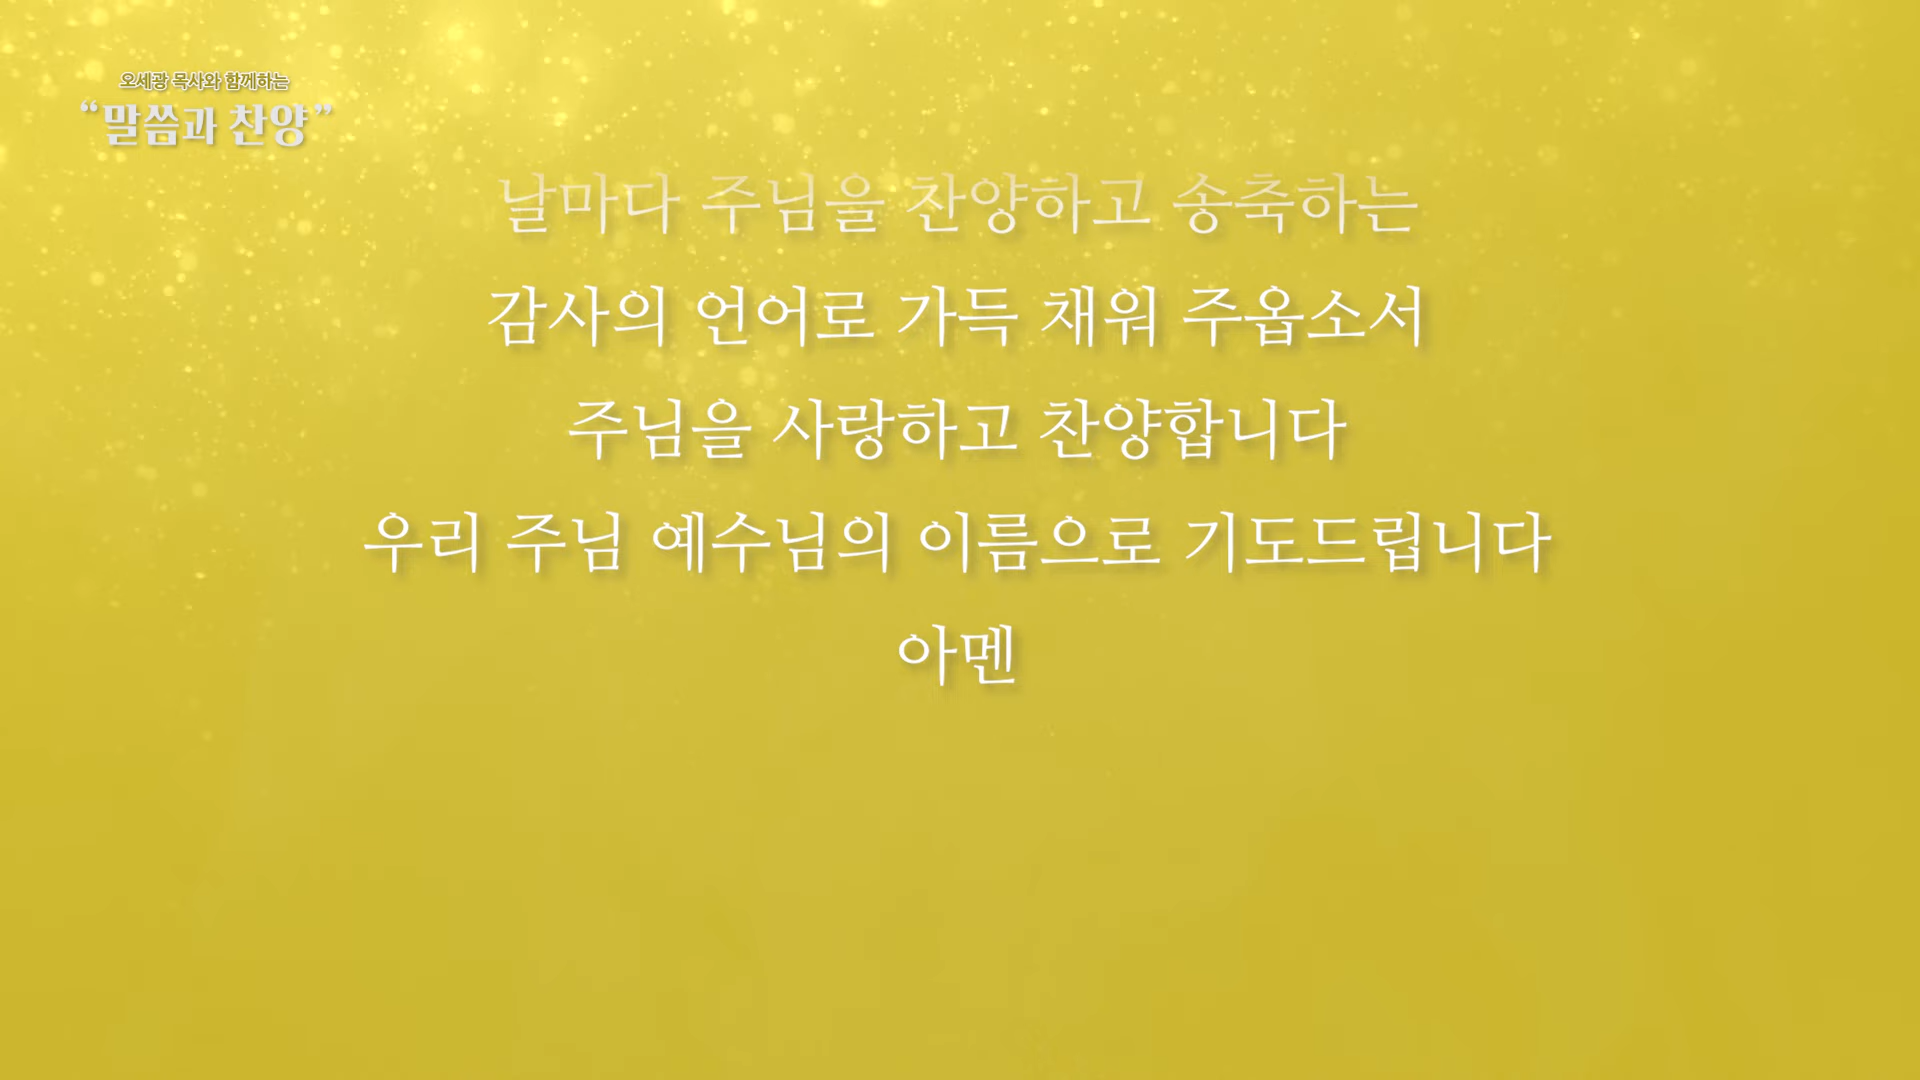 오세광 목사와 함께하는
“말씀과 찬양”
날마다 주님을 찬양하고 송축하는
감사의 언어로 가득 채워 주옵소서
주님을 사랑하고 찬양합니다
우리 주님 예수님의 이름으로 기도드립니다
아멘